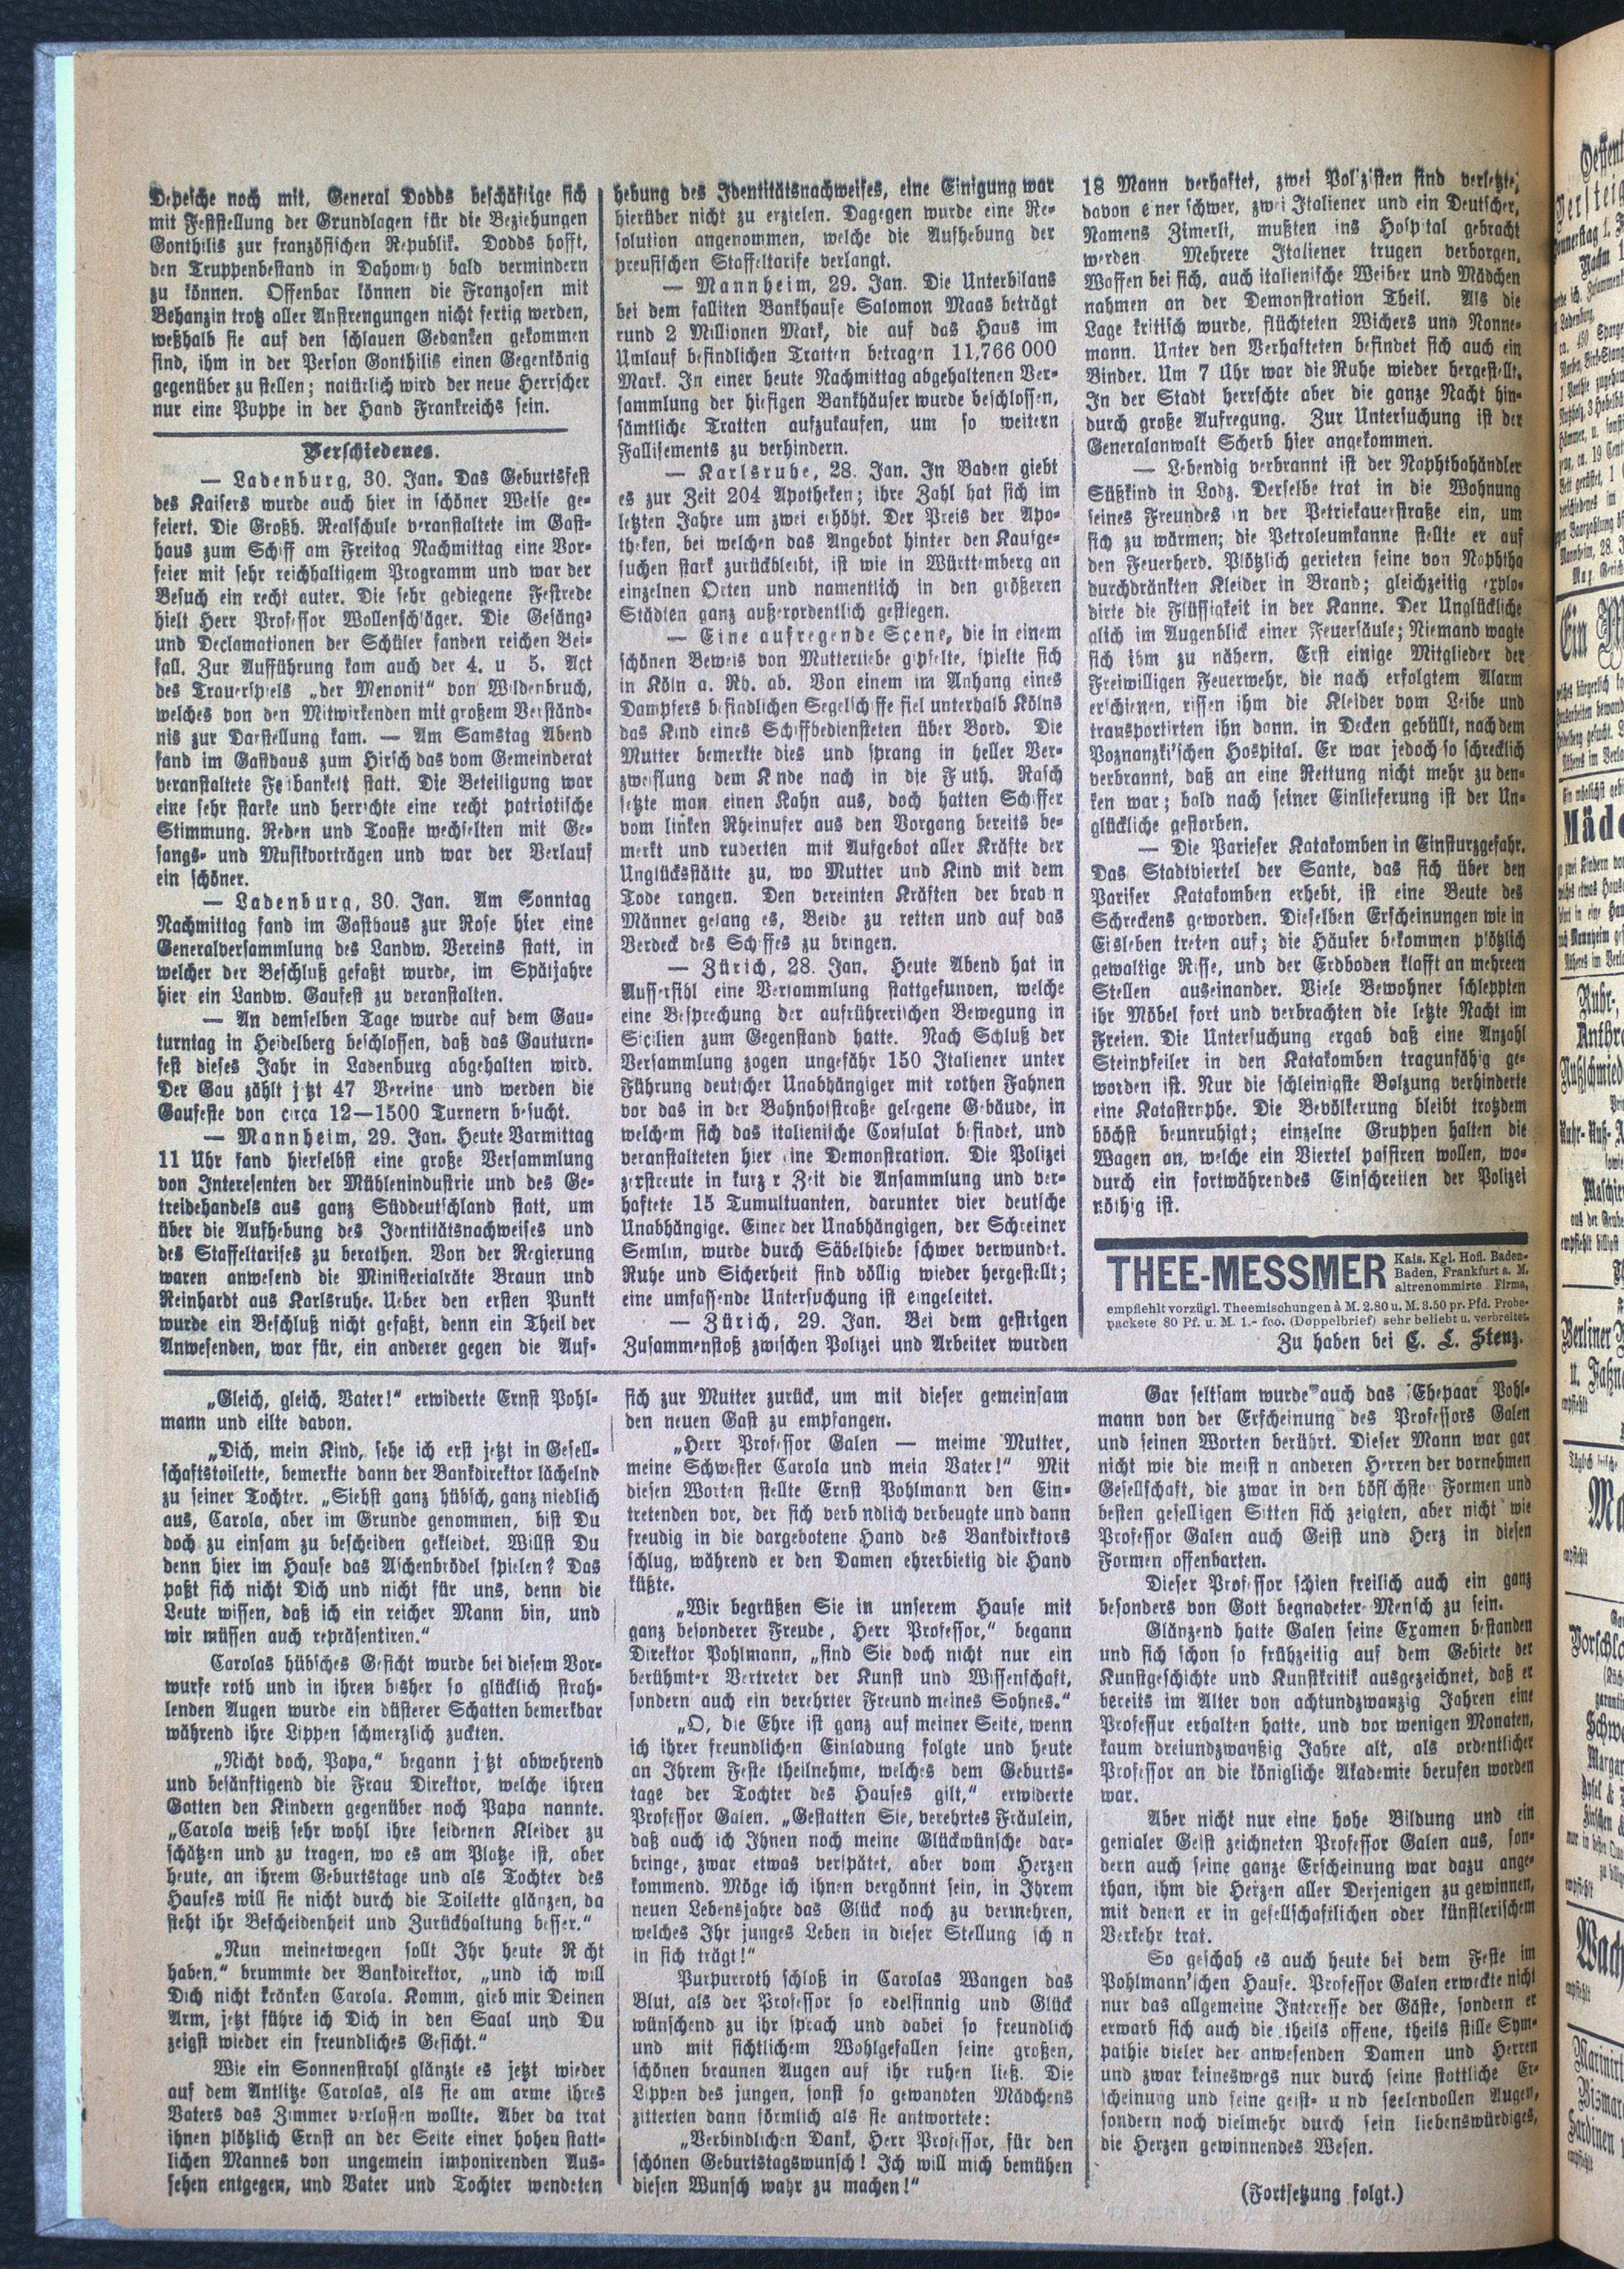 Depesche noch mit, General Dodds beschäftige sich
mit Feststellung der Grundlagen für die Beziehungen
Gonthilis zur französischen Republik. Dodds hofft,
den Truppenbestand in Dahomey bald vermindern
zu können. Offenbar können die Franzosen mit
Behanzin trotz aller Anstrengungen nicht fertig werden,
weßhalb sie auf den schlauen Gedanken gekommen
sind, ihm in der Person Gonthilis einen Gegenkönig
gegenüber zu stellen; natürlich wird der neue Herrscher
nur eine Puppe in der Hand Frankreichs sein.
Verschiedenes.
— Ladenburg, 30. Jan. Das Geburtsfest
des Kaisers wurde auch hier in schöner Weise ge-
feiert. Die Großh. Realschule veranstaltete im Gast-
haus zum Schiff am Freitag Nachmittag eine Vor-
feier mit sehr reichhaltigem Programm und war der
Besuch ein recht guter. Die sehr gediegene Festrede
hielt Herr Professor Wollenschläger. Die Gesänge
und Declamationen der Schüler fanden reichen Bei-
fall. Zur Aufführung kam auch der 4. u 5. Act
des Trauerspiels „der Menonit“ von Wildenbruch,
welches von den Mitwirkenden mit großem Verständ-
nis zur Darstellung kam. — Am Samstag Abend
fand im Gasthaus zum Hirsch das vom Gemeinderat
veranstaltete Festbankett statt. Die Beteiligung war
eine sehr starke und herrschte eine recht patriotische
Stimmung. Reden und Toaste wechselten mit Ge-
sangs- und Musikvorträgen und war der Verlauf
ein schöner.
— Ladenburg, 30. Jan. Am Sonntag
Nachmittag fand im Gasthaus zur Rose hier eine
Generalversammlung des Landw. Vereins statt, in
welcher der Beschluß gefaßt wurde, im Spätjahre
hier ein Landw. Gaufest zu veranstalten.
— An demselben Tage wurde auf dem Gau-
turntag in Heidelberg beschlossen, daß das Gauturn-
fest dieses Jahr in Ladenburg abgehalten wird.
Der Gau zählt jetzt 47 Vereine und werden die
Gaufeste von circa 12—1500 Turnern besucht.
— Mannheim, 29. Jan. Heute Vormittag
11 Uhr fand hierselbst eine große Versammlung
von Interesenten der Mühlenindustrie und des Ge-
treidehandels aus ganz Süddeutschland statt, um
über die Aufhebung des Identitätsnachweises und
des Staffeltarifes zu berathen. Von der Regierung
waren anwesend die Ministerialräte Braun und
Reinhardt aus Karlsruhe. Ueber den ersten Punkt
wurde ein Beschluß nicht gefaßt, denn ein Theil der
Anwesenden, war für, ein anderer gegen die Auf-
hebung des Identitätsnachweises, eine Einigung war
hierüber nicht zu erzielen. Dagegen wurde eine Re-
solution angenommen, welche die Aufhebung der
preußischen Staffeltarife verlangt.
— Mannheim, 29. Jan. Die Unterbilans
bei dem falliten Bankhause Salomon Maas beträgt
rund 2 Millionen Mark, die auf das Haus im
Umlauf befindlichen Tratten betragen 11,766 000
Mark. In einer heute Nachmittag abgehaltenen Ver-
sammlung der hiesigen Bankhäuser wurde beschlossen,
sämtliche Tratten aufzukaufen, um so weitern
Fallisements zu verhindern.
— Karlsruhe, 28. Jan. In Baden giebt
es zur Zeit 204 Apotheken; ihre Zahl hat sich im
letzten Jahre um zwei erhöht. Der Preis der Apo-
theken, bei welchen das Angebot hinter den Kaufge-
suchen stark zurückbleibt, ist wie in Württemberg an
einzelnen Orten und namentlich in den größeren
Städten ganz außerordentlich gestiegen.
— Eine aufregende Scene, die in einem
schönen Beweis von Mutterliebe gipfelte, spielte sich
in Köln a. Rh. ab. Von einem im Anhang eines
Dampfers befindlichen Segelschiffe fiel unterhalb Kölns
das Kind eines Schiffbediensteten über Bord. Die
Mutter bemerkte dies und sprang in heller Ver-
zweiflung dem Kinde nach in die Futh. Rasch
setzte man einen Kahn aus, doch hatten Schiffer
vom linken Rheinufer aus den Vorgang bereits be-
merkt und ruderten mit Aufgebot aller Kräfte der
Unglücksstätte zu, wo Mutter und Kind mit dem
Tode rangen. Den vereinten Kräften der braven
Männer gelang es, Beide zu retten und auf das
Verdeck des Schiffes zu bringen.
— Zürich, 28. Jan. Heute Abend hat in
Aussersihl eine Versammlung stattgefunden, welche
eine Besprechung der aufrührerischen Bewegung in
Sicilien zum Gegenstand hatte. Nach Schluß der
Versammlung zogen ungefähr 150 Italiener unter
Führung deutscher Unabhängiger mit rothen Fahnen
vor das in der Bahnhofstraße gelegene Gebäude, in
welchem sich das italienische Consulat befindet, und
veranstalteten hier eine Demonstration. Die Polizei
zerstreute in kurzer Zeit die Ansammlung und ver-
haftete 15 Tumultuanten, darunter vier deutsche
Unabhängige. Einer der Unabhängigen, der Schreiner
Semlin, wurde durch Säbelhiebe schwer verwundet.
Ruhe und Sicherheit sind völlig wieder hergestellt;
eine umfassende Untersuchung ist eingeleitet.
— Zürich, 29. Jan. Bei dem gestrigen
Zusammenstoß zwischen Polizei und Arbeiter wurden
18 Mann verhaftet, zwei Polizisten sind verletzt,
davon einer schwer, zwei Italiener und ein Deutscher,
Namens Zimerli, mußten ins Hospital gebracht
werden. Mehrere Italiener trugen verborgen,
Waffen bei sich, auch italienische Weiber und Mädchen
nahmen an der Demonstration Theil. Als die
Lage kritisch wurde, flüchteten Wichers und Nonne-
mann. Unter den Verhafteten befindet sich auch ein
Binder. Um 7 Uhr war die Ruhe wieder hergestellt.
In der Stadt herrschte aber die ganze Nacht hin-
durch große Aufregung. Zur Untersuchung ist der
Generalanwalt Scherb hier angekommen.
— Lebendig verbrannt ist der Naphthahändler
Süßkind in Lodz. Derselbe trat in die Wohnung
seines Freundes in der Petriekauerstraße ein, um
sich zu wärmen; die Petroleumkanne stellte er auf
den Feuerherd. Plötzlich gerieten seine von Naphtha
durchdränkten Kleider in Brand; gleichzeitig explo-
dirte die Flüssigkeit in der Kanne. Der Unglückliche
glich im Augenblick einer Feuersäule; Niemand wagte
sich ihm zu nähern. Erst einige Mitglieder der
Freiwilligen Feuerwehr, die nach erfolgtem Alarm
erschienen, rissen ihm die Kleider vom Leibe und
transportirten ihn dann, in Decken gehüllt, nach dem
Poznanzki'schen Hospital. Er war jedoch so schrecklich
verbrannt, daß an eine Rettung nicht mehr zu den-
ken war; bald nach seiner Einlieferung ist der Un-
glückliche gestorben.
— Die Parieser Katakomben in Einsturzgefahr.
Das Stadtviertel der Sante, das sich über den
Pariser Katakomben erhebt, ist eine Beute des
Schreckens geworden. Dieselben Erscheinungen wie in
Eisleben treten auf; die Häuser bekommen plötzlich
gewaltige Risse, und der Erdboden klafft an mehreen
Stellen auseinander. Viele Bewohner schleppten
ihr Möbel fort und verbrachten die letzte Nacht im
Freien. Die Untersuchung ergab daß eine Anzahl
Steinpfeiler in den Katakomben tragunfähig ge-
worden ist. Nur die schleinigste Bolzung verhinderte
eine Katastrophe. Die Bevölkerung bleibt trotzdem
höchst beunruhigt; einzelne Gruppen halten die
Wagen an, welche ein Viertel passiren wollen, wo-
durch ein fortwährendes Einschreiten der Polizei
nöthig ist.
THEE-MESSMER
Kais. Kgl. Hofl. Baden-
Baden, Frankfurt a. M.
altrenommirte Firma,
empfiehlt vorzügl. Theemischungen à M. 2.80 u. M. 3.50 pr. Pfd. Probe-
packete 80 Pf. u. M. 1.- fco. (Doppelbrief) sehr beliebt u. verbreitet.
Zu haben bei C. L. Stenz.
„Gleich, gleich, Vater!“ erwiderte Ernst Pohl-
mann und eilte davon.
„Dich, mein Kind, sehe ich erst jetzt in Gesell-
schaftstoilette, bemerkte dann der Bankdirektor lächelnd
zu seiner Tochter. „Siehst ganz hübsch, ganz niedlich
aus, Carola, aber im Grunde genommen, bist Du
doch zu einsam zu bescheiden gekleidet. Willst Du
denn hier im Hause das Aschenbrödel spielen? Das
paßt sich nicht Dich und nicht für uns, denn die
Leute wissen, daß ich ein reicher Mann bin, und
wir müssen auch repräsentiren.“
Carolas hübsches Gesicht wurde bei diesem Vor-
wurfe roth und in ihren bisher so glücklich strah-
lenden Augen wurde ein düsterer Schatten bemerkbar
während ihre Lippen schmerzlich zuckten.
„Nicht doch, Papa,“ begann jetzt abwehrend
und besänftigend die Frau Direktor, welche ihren
Gatten den Kindern gegenüber noch Papa nannte.
„Carola weiß sehr wohl ihre seidenen Kleider zu
schätzen und zu tragen, wo es am Platze ist, aber
heute, an ihrem Geburtstage und als Tochter des
Hauses will sie nicht durch die Toilette glänzen, da
steht ihr Bescheidenheit und Zurückhaltung besser.“
„Nun meinetwegen sollt Ihr heute Recht
haben,“ brummte der Bankdirektor, „und ich will
Dich nicht kränken Carola. Komm, gieb mir Deinen
Arm, jetzt führe ich Dich in den Saal und Du
zeigst wieder ein freundliches Gesicht.“
Wie ein Sonnenstrahl glänzte es jetzt wieder
auf dem Antlitze Carolas, als sie am arme ihres
Vaters das Zimmer verlassen wollte. Aber da trat
ihnen plötzlich Ernst an der Seite einer hohen statt-
lichen Mannes von ungemein imponirenden Aus-
sehen entgegen, und Vater und Tochter wendeten
sich zur Mutter zurück, um mit dieser gemeinsam
den neuen Gast zu empfangen.
„Herr Professor Galen — meime Mutter,
meine Schwester Carola und mein Vater!“ Mit
diesen Worten stellte Ernst Pohlmann den Ein-
tretenden vor, der sich verbindlich verbeugte und dann
freudig in die dargebotene Hand des Bankdirktors
schlug, während er den Damen ehrerbietig die Hand
küßte.
„Wir begrüßen Sie in unserem Hause mit
ganz besonderer Freude, Herr Professor,“ begann
Direktor Pohlmann, „sind Sie doch nicht nur ein
berühmter Vertreter der Kunst und Wissenschaft,
sondern auch ein verehrter Freund meines Sohnes.“
„O, die Ehre ist ganz auf meiner Seite, wenn
ich ihrer freundlichen Einladung folgte und heute
an Ihrem Feste theilnehme, welches dem Geburts-
tage der Tochter des Hauses gilt,“ erwiderte
Professor Galen. „Gestatten Sie, verehrtes Fräulein,
daß auch ich Ihnen noch meine Glückwünsche dar-
bringe, zwar etwas verspätet, aber vom Herzen
kommend. Möge ich ihnen vergönnt sein, in Ihrem
neuen Lebensjahre das Glück noch zu vermehren,
welches Ihr junges Leben in dieser Stellung schon
in sich trägt!“
Purpurroth schloß in Carolas Wangen das
Blut, als der Professor so edelsinnig und Glück
wünschend zu ihr sprach und dabei so freundlich
und mit sichtlichem Wohlgefallen seine großen,
schönen braunen Augen auf ihr ruhen ließ. Die
Lippen des jungen, sonst so gewandten Mädchens
zitterten dann förmlich als sie antwortete:
„Verbindlichen Dank, Herr Professor, für den
schönen Geburtstagswunsch! Ich will mich bemühen
diesen Wunsch wahr zu machen!“
Gar seltsam wurde auch das Ehepaar Pohl-
mann von der Erscheinung des Professors Galen
und seinen Worten berührt. Dieser Mann war gar
nicht wie die meisten anderen Herren der vornehmen
Gesellschaft, die zwar in den höflichsten Formen und
besten geselligen Sitten sich zeigten, aber nicht wie
Professor Galen auch Geist und Herz in diesen
Formen offenbarten.
Dieser Professor schien freilich auch ein ganz
besonders von Gott begnadeter Mensch zu sein.
Glänzend hatte Galen seine Examen bestanden
und sich schon so frühzeitig auf dem Gebiete der
Kunstgeschichte und Kunstkritik ausgezeichnet, daß er
bereits im Alter von achtundzwanzig Jahren eine
Professur erhalten hatte, und vor wenigen Monaten,
kaum dreiundzwanßig Jahre alt, als ordentlicher
Professor an die königliche Akademie berufen worden
war.
Aber nicht nur eine hohe Bildung und ein
genialer Geist zeichneten Professor Galen aus, son-
dern auch seine ganze Erscheinung war dazu ange-
than, ihm die Herzen aller Derjenigen zu gewinnen,
mit denen er in gesellschaftlichen oder künstlerischem
Verkehr trat.
So geschah es auch heute bei dem Feste im
Pohlmann'schen Hause. Professor Galen erweckte nicht
nur das allgemeine Interesse der Gäste, sondern er
erwarb sich auch die theils offene, theils stille Sym-
pathie vieler der anwesenden Damen und Herren
und zwar keineswegs nur durch seine stattliche Er-
scheinung und seine geist- und seelenvollen Augen,
sondern noch vielmehr durch sein liebenswürdiges,
die Herzen gewinnendes Wesen.
(Fortsetzung folgt.)